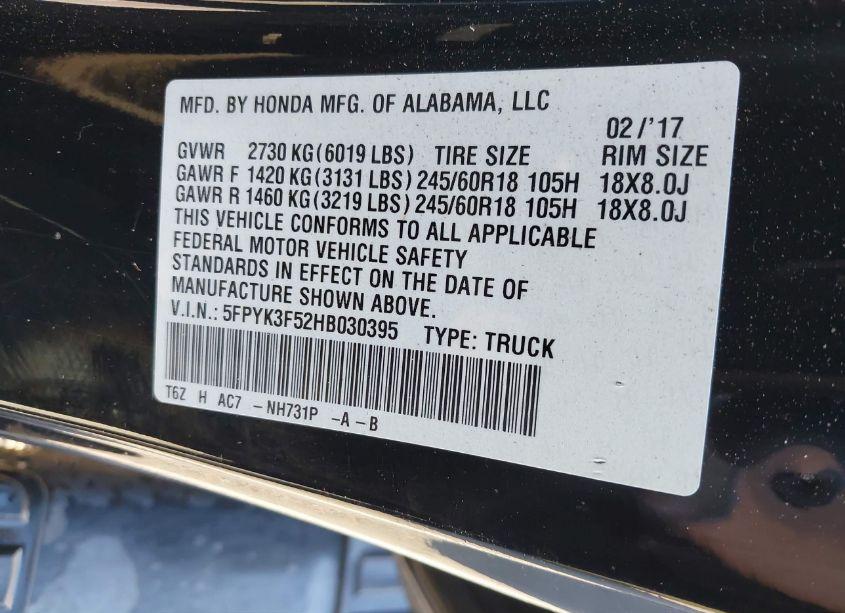 MFD. BY HONDA MFG. OF ALABAMA, LLC
02/'17
GVWR 2730 KG(6019 LBS) TIRE SIZE RIM SIZE
GAWR F 1420 KG(3131 LBS) 245/60R18 105H 18X8.0J
GAWR R 1460 KG(3219 LBS) 245/60R18 105H 18X8.0J
THIS VEHICLE CONFORMS TO ALL APPLICABLE
FEDERAL MOTOR VEHICLE SAFETY
STANDARDS IN EFFECT ON THE DATE OF
MANUFACTURE SHOWN ABOVE.
V.I.N.: 5FPYK3F52HB030395 TYPE: TRUCK
T6Z H AC7 -NH731P -A-B